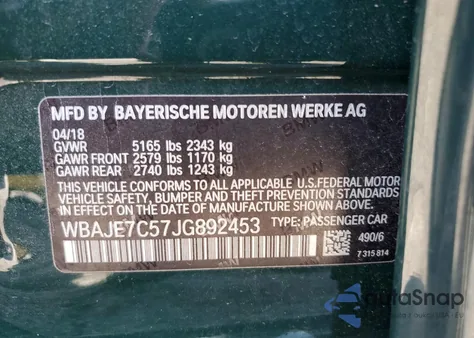 MFD BY BAYERISCHE MOTOREN WERKE AG
04/18
GVWR 5165 lbs 2343 kg
GAWR FRONT 2579 lbs 1170 kg
GAWR REAR 2740 lbs 1243 kg
THIS VEHICLE CONFORMS TO ALL APPLICABLE U.S.FEDERAL MOTOR
VEHICLE SAFETY, BUMPER, AND THEFT PREVENTION STANDARDS
IN EFFECT ON THE DATE OF MANUFACTURE SHOWN ABOVE.
WBAJE7C57JG892453 TYPE: PASSENGER CAR
490/6
7 315 814
AutoSnap